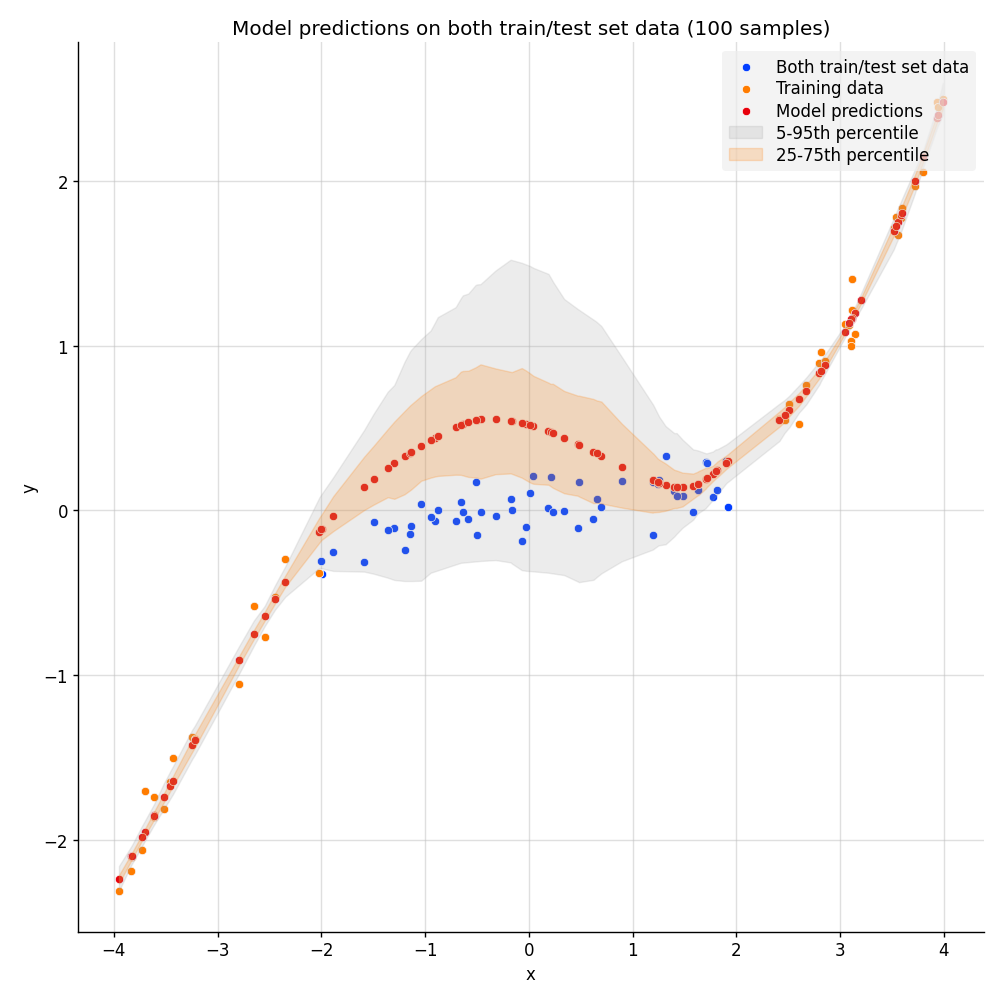 Model predictions on both train/test set data (100 samples)
Both train/test set data
Training data
Model predictions
5-95th percentile
25-75th percentile
2
1
0
−1
−2
y
−4 −3 −2 −1 0 1 2 3 4
x